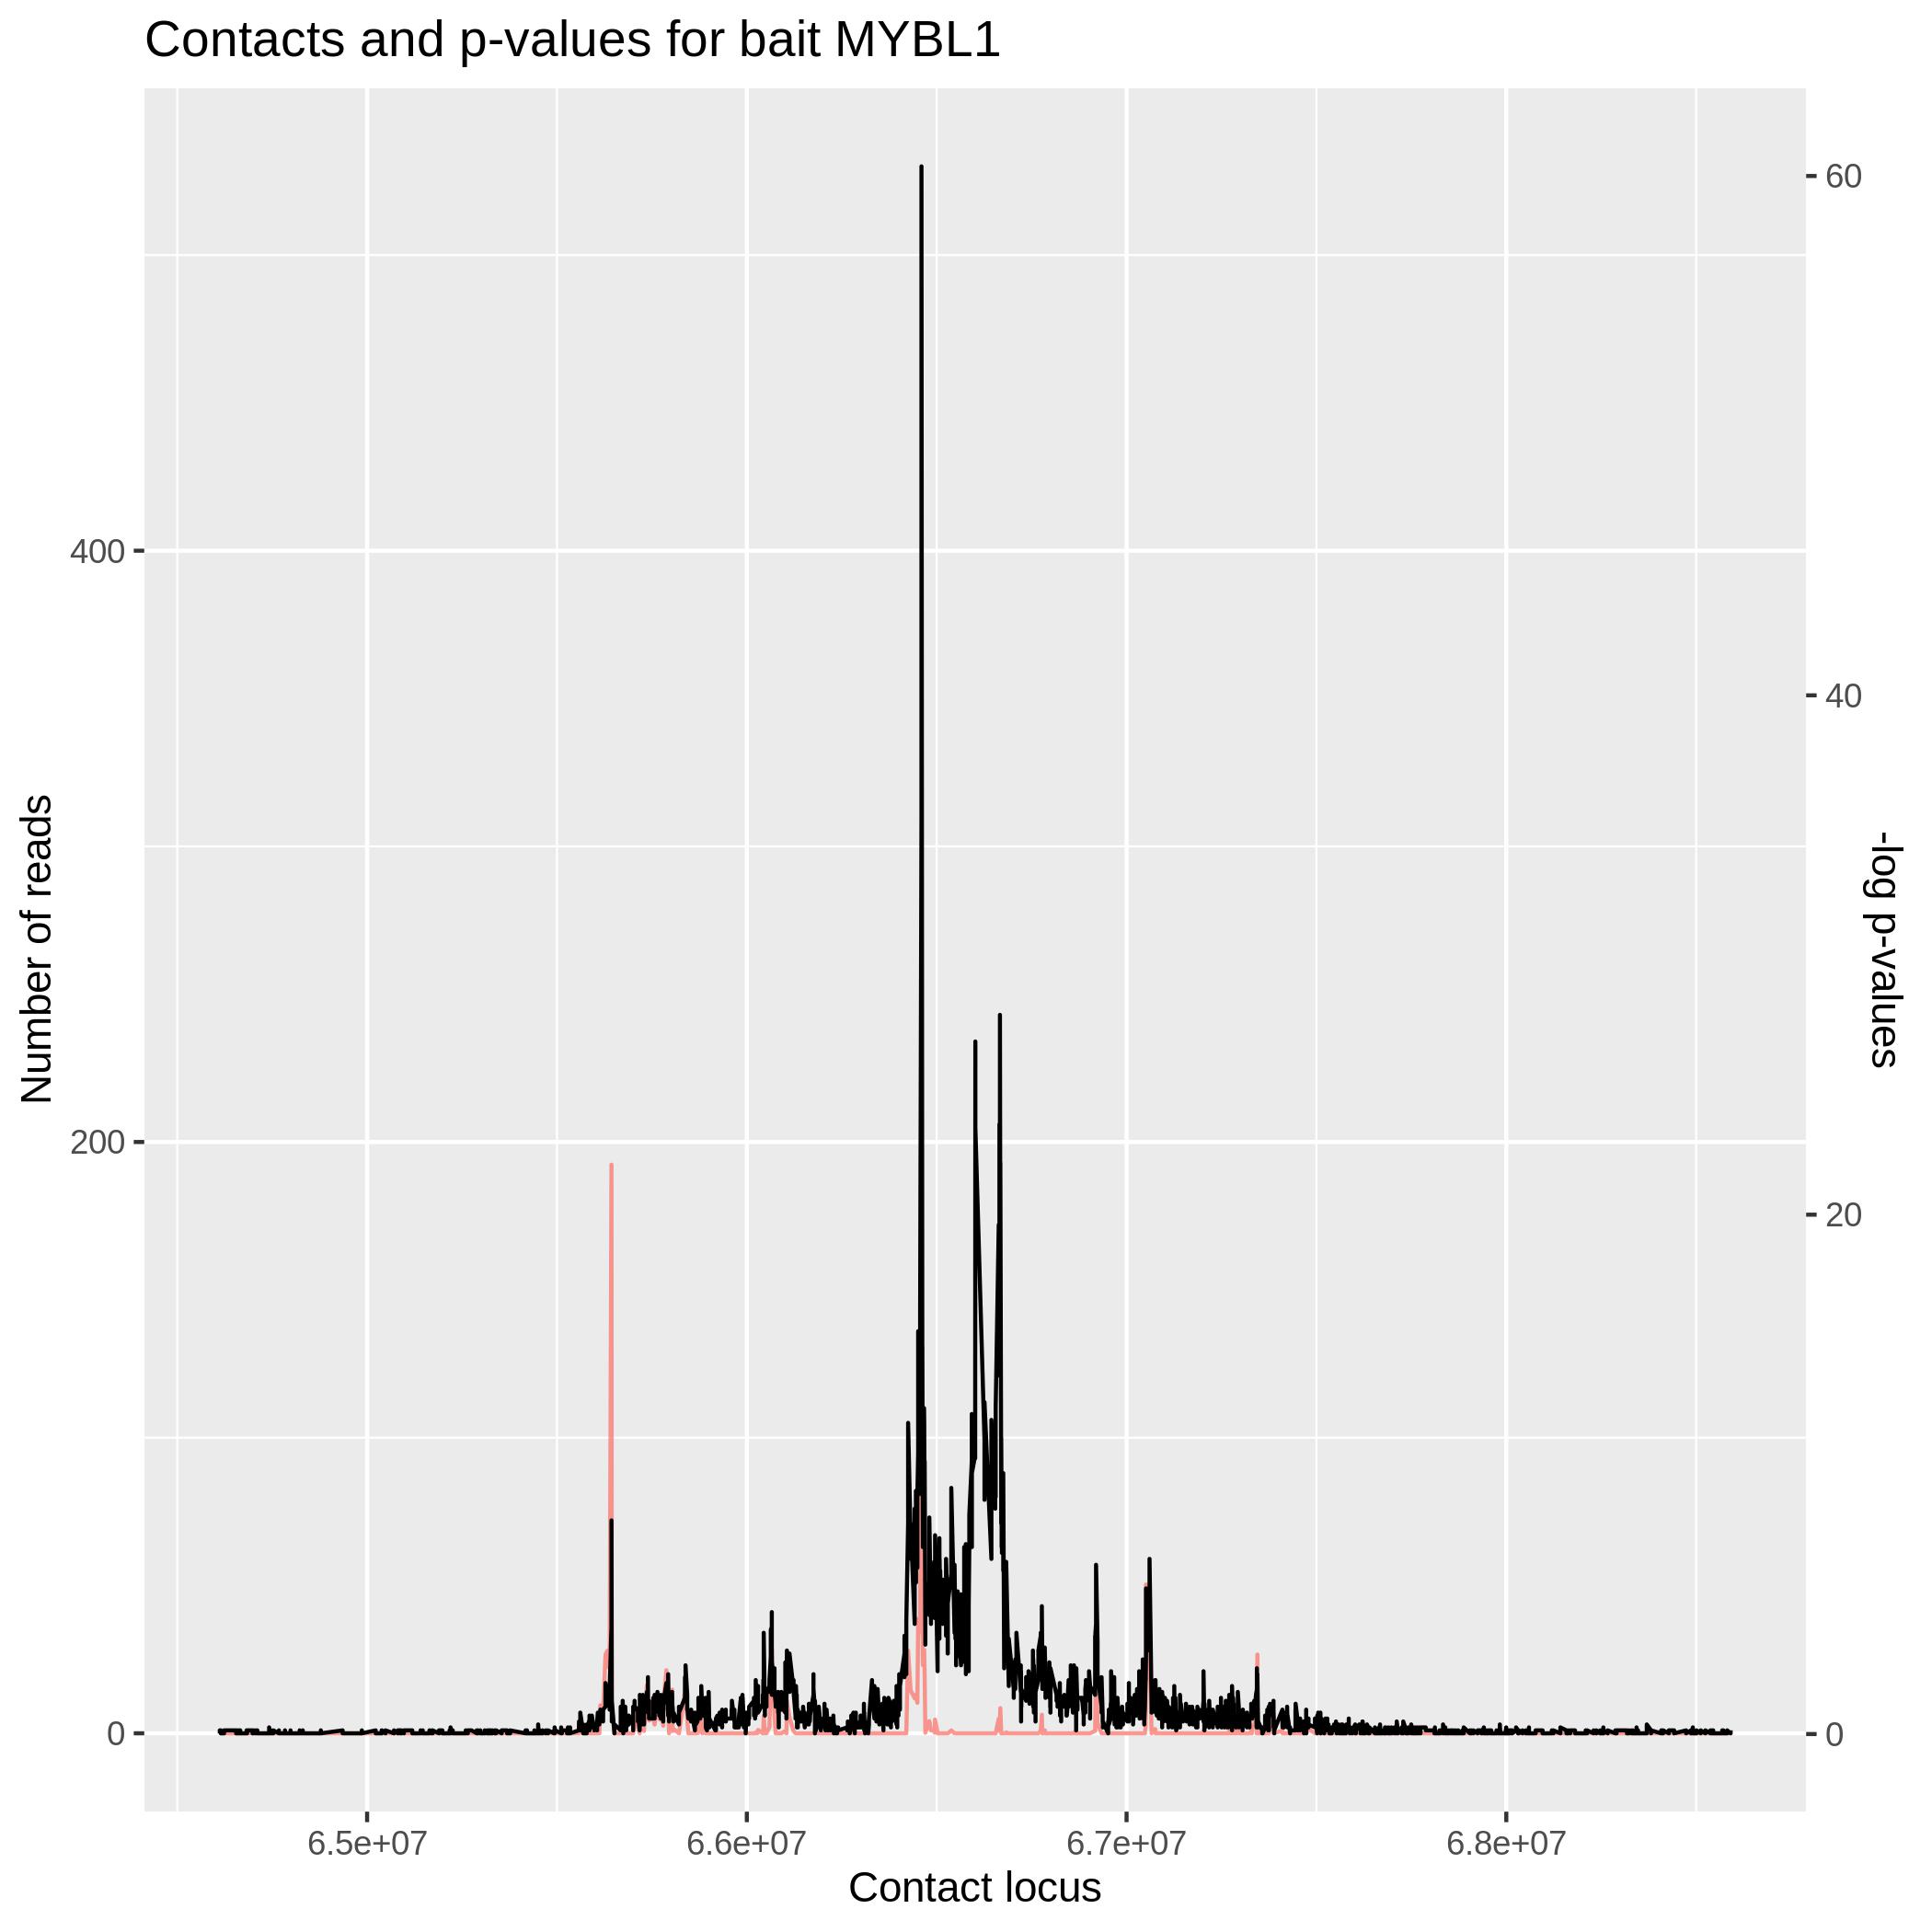 Contacts and p-values for bait MYBL1
Number of reads
400
200
0
60
40
20
0
-log p-values
6.5e+07 6.6e+07 6.7e+07 6.8e+07
Contact locus